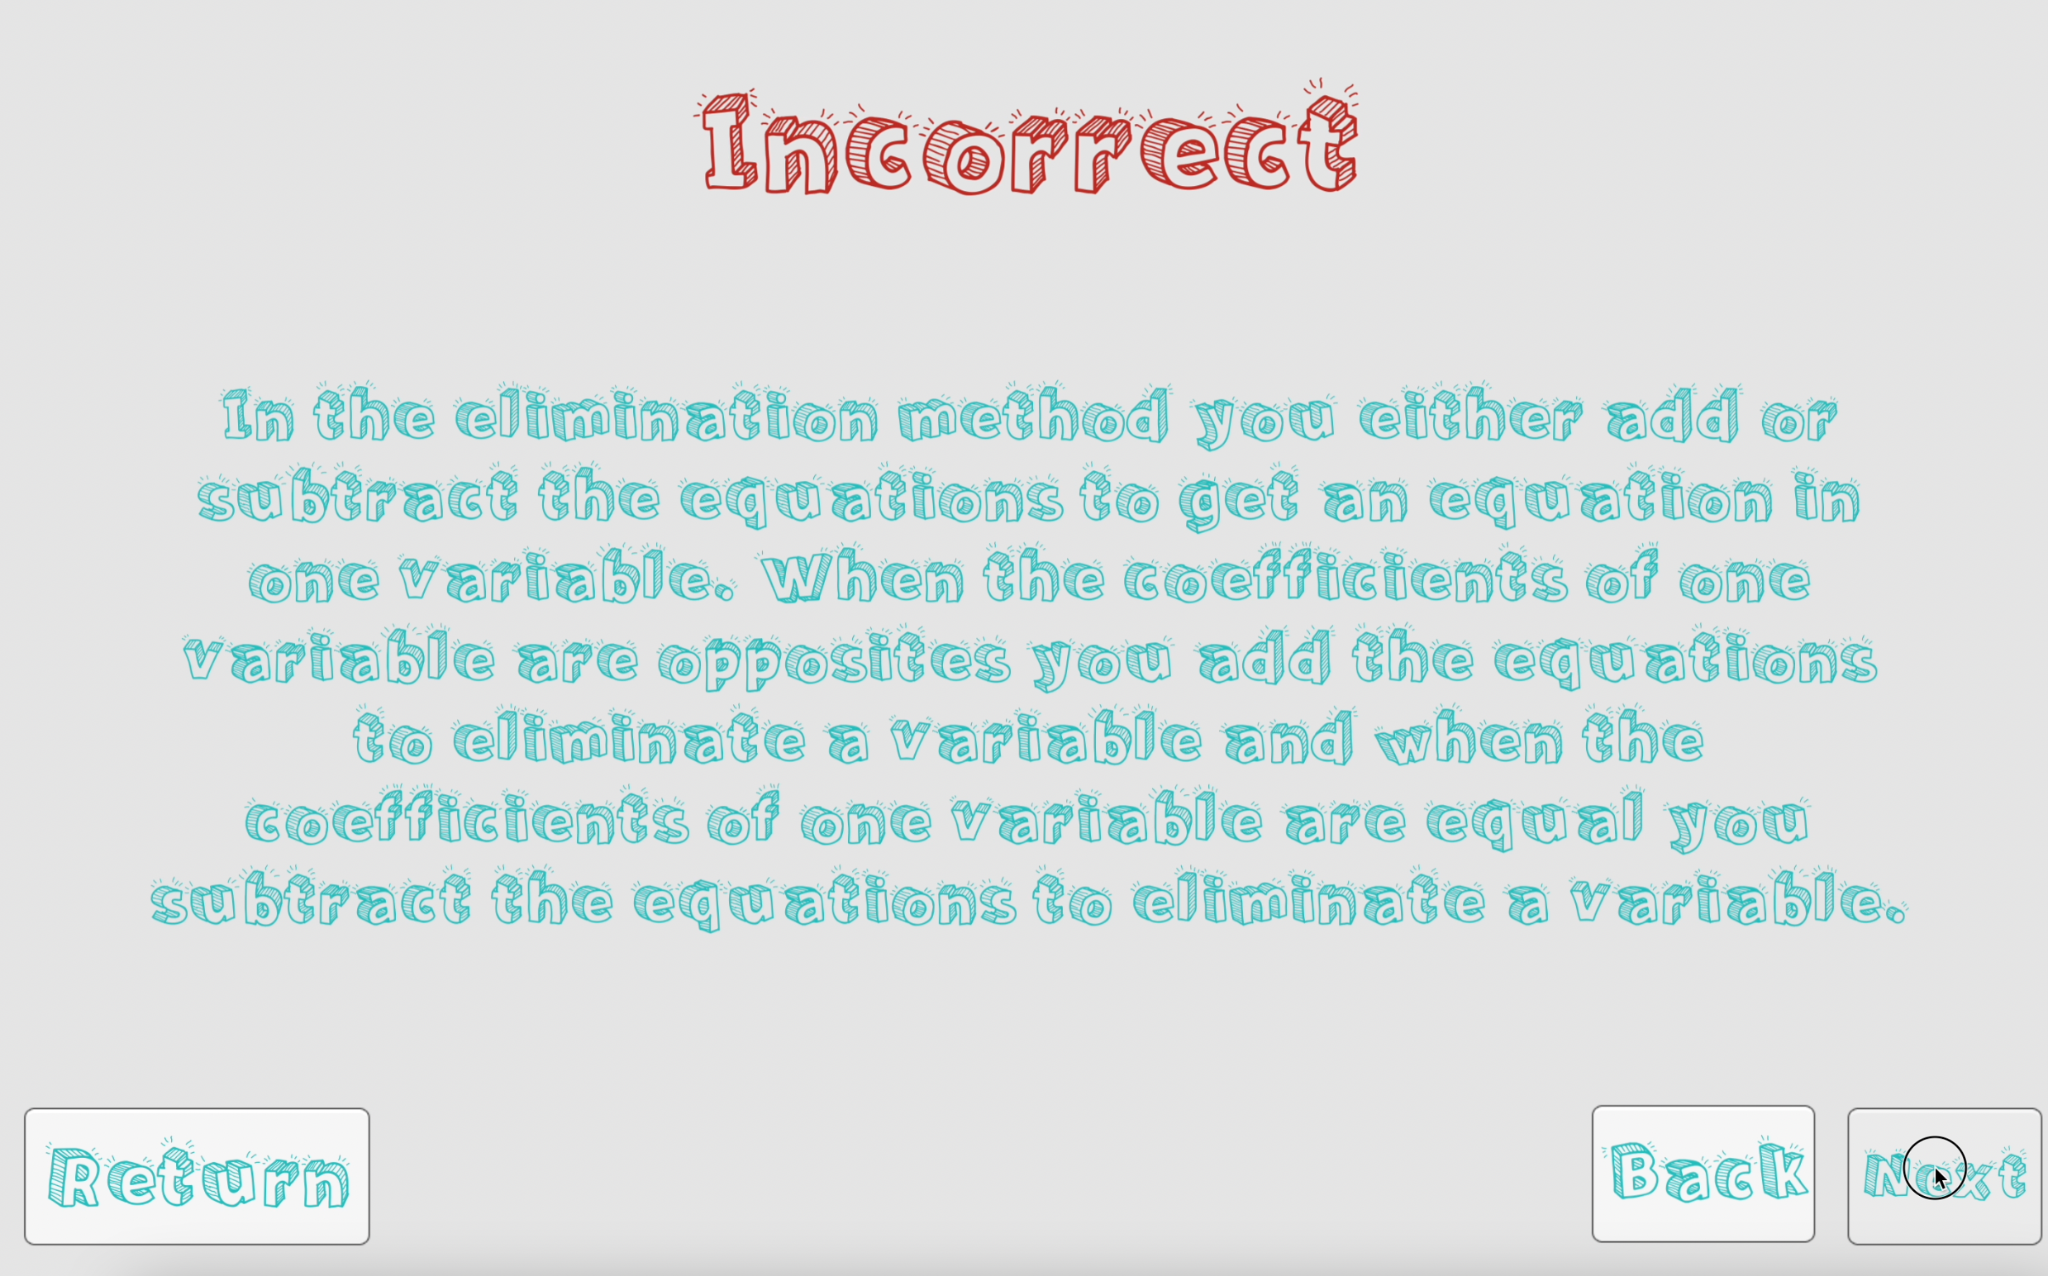 Incorrect
In the elimination method you either add or
subtract the equations to get an equation in
one variable. When the coefficients of one
variable are opposites you add the equations
to eliminate a variable and when the
coefficients of one variable are equal you
subtract the equations to eliminate a variable.
Return
Back
Next